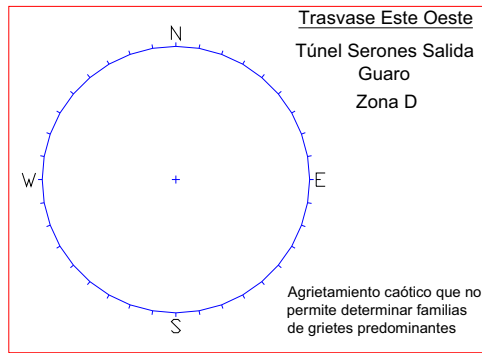 Trasvase Este Oeste
Túnel Serones Salida
Guaro
Zona D
N
W
E
S
Agrietamiento caótico que no
permite determinar familias
de grietes predominantes